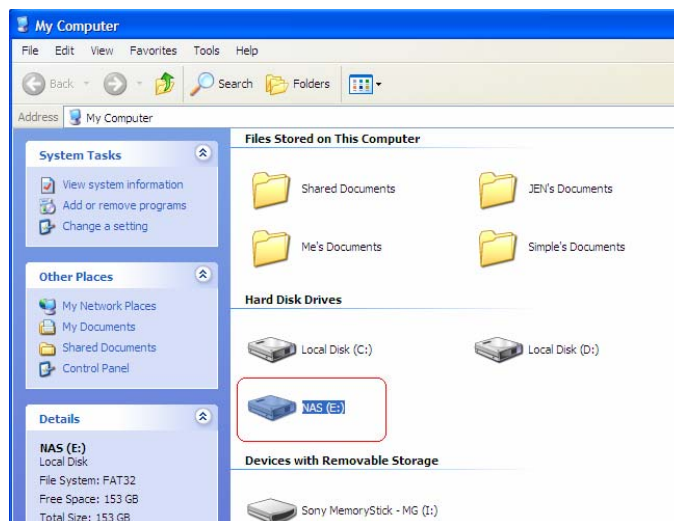 My Computer
File Edit View Favorites Tools Help
Back Search Folders
Address My Computer
System Tasks
View system information
Add or remove programs
Change a setting
Other Places
My Network Places
My Documents
Shared Documents
Control Panel
Details
NAS (E:)
Local Disk
File System: FAT32
Free Space: 153 GB
Total Size: 153 GB
Files Stored on This Computer
Shared Documents JEN's Documents
Me's Documents Simple's Documents
Hard Disk Drives
Local Disk (C:) Local Disk (D:)
NAS (E:)
Devices with Removable Storage
Sony MemoryStick - MG (I:)